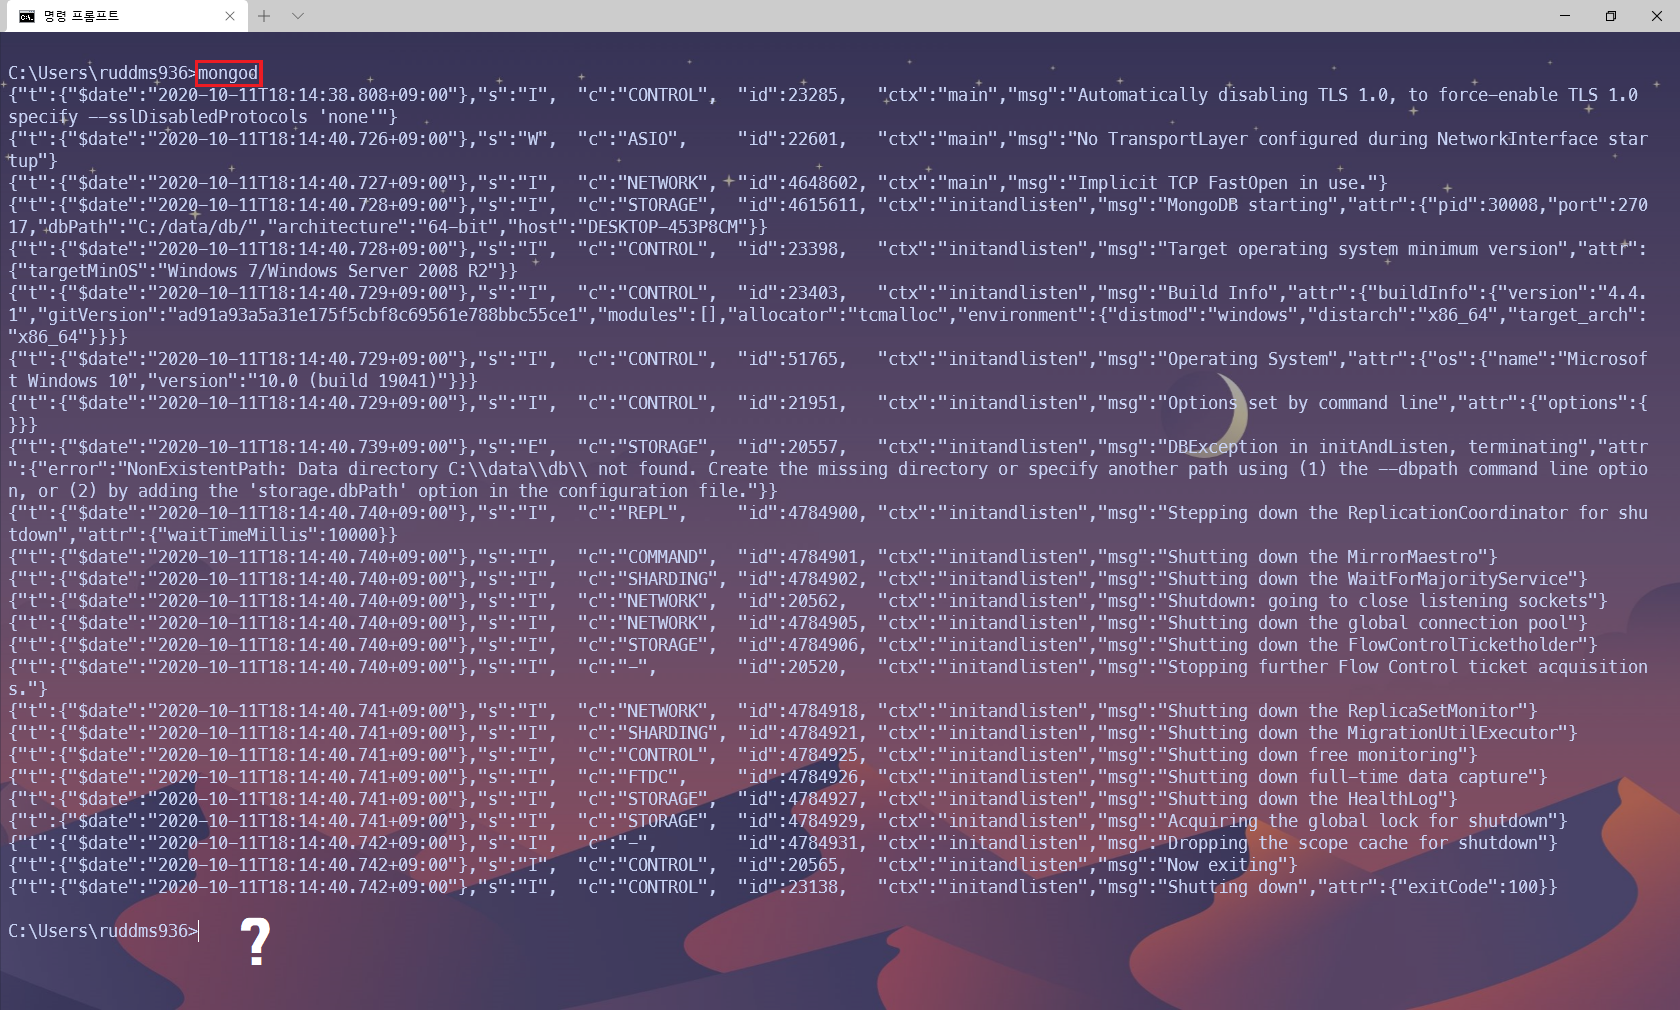 명령 프롬프트
C:\Users\ruddms936>mongod
{"t":{"$date":"2020-10-11T18:14:38.808+09:00"},"s":"I",  "c":"CONTROL",  "id":23285,   "ctx":"main","msg":"Automatically disabling TLS 1.0, to force-enable TLS 1.0
specify --sslDisabledProtocols 'none'"}
{"t":{"$date":"2020-10-11T18:14:40.726+09:00"},"s":"W",  "c":"ASIO",     "id":22601,   "ctx":"main","msg":"No TransportLayer configured during NetworkInterface star
tup"}
{"t":{"$date":"2020-10-11T18:14:40.727+09:00"},"s":"I",  "c":"NETWORK",  "id":4648602, "ctx":"main","msg":"Implicit TCP FastOpen in use."}
{"t":{"$date":"2020-10-11T18:14:40.728+09:00"},"s":"I",  "c":"STORAGE",  "id":4615611, "ctx":"initandlisten","msg":"MongoDB starting","attr":{"pid":30008,"port":270
17,"dbPath":"C:/data/db/","architecture":"64-bit","host":"DESKTOP-453P8CM"}}
{"t":{"$date":"2020-10-11T18:14:40.728+09:00"},"s":"I",  "c":"CONTROL",  "id":23398,   "ctx":"initandlisten","msg":"Target operating system minimum version","attr":
{"targetMinOS":"Windows 7/Windows Server 2008 R2"}}
{"t":{"$date":"2020-10-11T18:14:40.729+09:00"},"s":"I",  "c":"CONTROL",  "id":23403,   "ctx":"initandlisten","msg":"Build Info","attr":{"buildInfo":{"version":"4.4.
1","gitVersion":"ad91a93a5a31e175f5cbf8c69561e788bbc55ce1","modules":[],"allocator":"tcmalloc","environment":{"distmod":"windows","distarch":"x86_64","target_arch":
"x86_64"}}}}
{"t":{"$date":"2020-10-11T18:14:40.729+09:00"},"s":"I",  "c":"CONTROL",  "id":51765,   "ctx":"initandlisten","msg":"Operating System","attr":{"os":{"name":"Microsof
t Windows 10","version":"10.0 (build 19041)"}}}
{"t":{"$date":"2020-10-11T18:14:40.729+09:00"},"s":"I",  "c":"CONTROL",  "id":21951,   "ctx":"initandlisten","msg":"Options set by command line","attr":{"options":{
}}}
{"t":{"$date":"2020-10-11T18:14:40.739+09:00"},"s":"E",  "c":"STORAGE",  "id":20557,   "ctx":"initandlisten","msg":"DBException in initAndListen, terminating","attr
":{"error":"NonExistentPath: Data directory C:\\data\\db\\ not found. Create the missing directory or specify another path using (1) the --dbpath command line optio
n, or (2) by adding the 'storage.dbPath' option in the configuration file."}}
{"t":{"$date":"2020-10-11T18:14:40.740+09:00"},"s":"I",  "c":"REPL",     "id":4784900, "ctx":"initandlisten","msg":"Stepping down the ReplicationCoordinator for shu
tdown","attr":{"waitTimeMillis":10000}}
{"t":{"$date":"2020-10-11T18:14:40.740+09:00"},"s":"I",  "c":"COMMAND",  "id":4784901, "ctx":"initandlisten","msg":"Shutting down the MirrorMaestro"}
{"t":{"$date":"2020-10-11T18:14:40.740+09:00"},"s":"I",  "c":"SHARDING", "id":4784902, "ctx":"initandlisten","msg":"Shutting down the WaitForMajorityService"}
{"t":{"$date":"2020-10-11T18:14:40.740+09:00"},"s":"I",  "c":"NETWORK",  "id":20562,   "ctx":"initandlisten","msg":"Shutdown: going to close listening sockets"}
{"t":{"$date":"2020-10-11T18:14:40.740+09:00"},"s":"I",  "c":"NETWORK",  "id":4784905, "ctx":"initandlisten","msg":"Shutting down the global connection pool"}
{"t":{"$date":"2020-10-11T18:14:40.740+09:00"},"s":"I",  "c":"STORAGE",  "id":4784906, "ctx":"initandlisten","msg":"Shutting down the FlowControlTicketholder"}
{"t":{"$date":"2020-10-11T18:14:40.740+09:00"},"s":"I",  "c":"-",        "id":20520,   "ctx":"initandlisten","msg":"Stopping further Flow Control ticket acquisition
s."}
{"t":{"$date":"2020-10-11T18:14:40.741+09:00"},"s":"I",  "c":"NETWORK",  "id":4784918, "ctx":"initandlisten","msg":"Shutting down the ReplicaSetMonitor"}
{"t":{"$date":"2020-10-11T18:14:40.741+09:00"},"s":"I",  "c":"SHARDING", "id":4784921, "ctx":"initandlisten","msg":"Shutting down the MigrationUtilExecutor"}
{"t":{"$date":"2020-10-11T18:14:40.741+09:00"},"s":"I",  "c":"CONTROL",  "id":4784925, "ctx":"initandlisten","msg":"Shutting down free monitoring"}
{"t":{"$date":"2020-10-11T18:14:40.741+09:00"},"s":"I",  "c":"FTDC",     "id":4784926, "ctx":"initandlisten","msg":"Shutting down full-time data capture"}
{"t":{"$date":"2020-10-11T18:14:40.741+09:00"},"s":"I",  "c":"STORAGE",  "id":4784927, "ctx":"initandlisten","msg":"Shutting down the HealthLog"}
{"t":{"$date":"2020-10-11T18:14:40.741+09:00"},"s":"I",  "c":"STORAGE",  "id":4784929, "ctx":"initandlisten","msg":"Acquiring the global lock for shutdown"}
{"t":{"$date":"2020-10-11T18:14:40.742+09:00"},"s":"I",  "c":"-",        "id":4784931, "ctx":"initandlisten","msg":"Dropping the scope cache for shutdown"}
{"t":{"$date":"2020-10-11T18:14:40.742+09:00"},"s":"I",  "c":"CONTROL",  "id":20565,   "ctx":"initandlisten","msg":"Now exiting"}
{"t":{"$date":"2020-10-11T18:14:40.742+09:00"},"s":"I",  "c":"CONTROL",  "id":23138,   "ctx":"initandlisten","msg":"Shutting down","attr":{"exitCode":100}}
C:\Users\ruddms936>
?